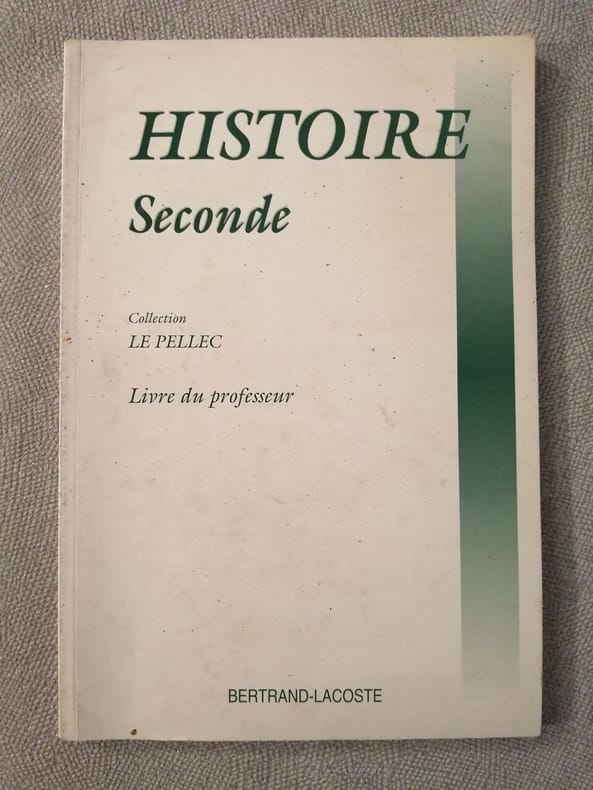 HISTOIRE
Seconde
Collection
LE PELLEC
Livre du professeur
BERTRAND-LACOSTE